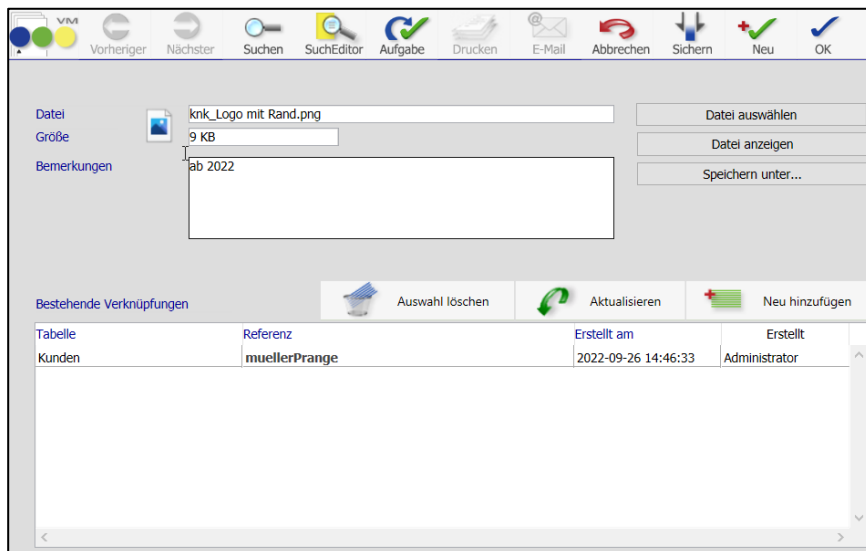 VM
Vorheriger Nächster Suchen SuchEditor Aufgabe Drucken E-Mail Abbrechen Sichern Neu OK
Datei knk_Logo mit Rand.png Datei auswählen
Größe 9 KB Datei anzeigen
Bemerkungen ab 2022 Speichern unter...
Bestehende Verknüpfungen Auswahl löschen Aktualisieren Neu hinzufügen
Tabelle Referenz Erstellt am Erstellt
Kunden muellerPrange 2022-09-26 14:46:33 Administrator